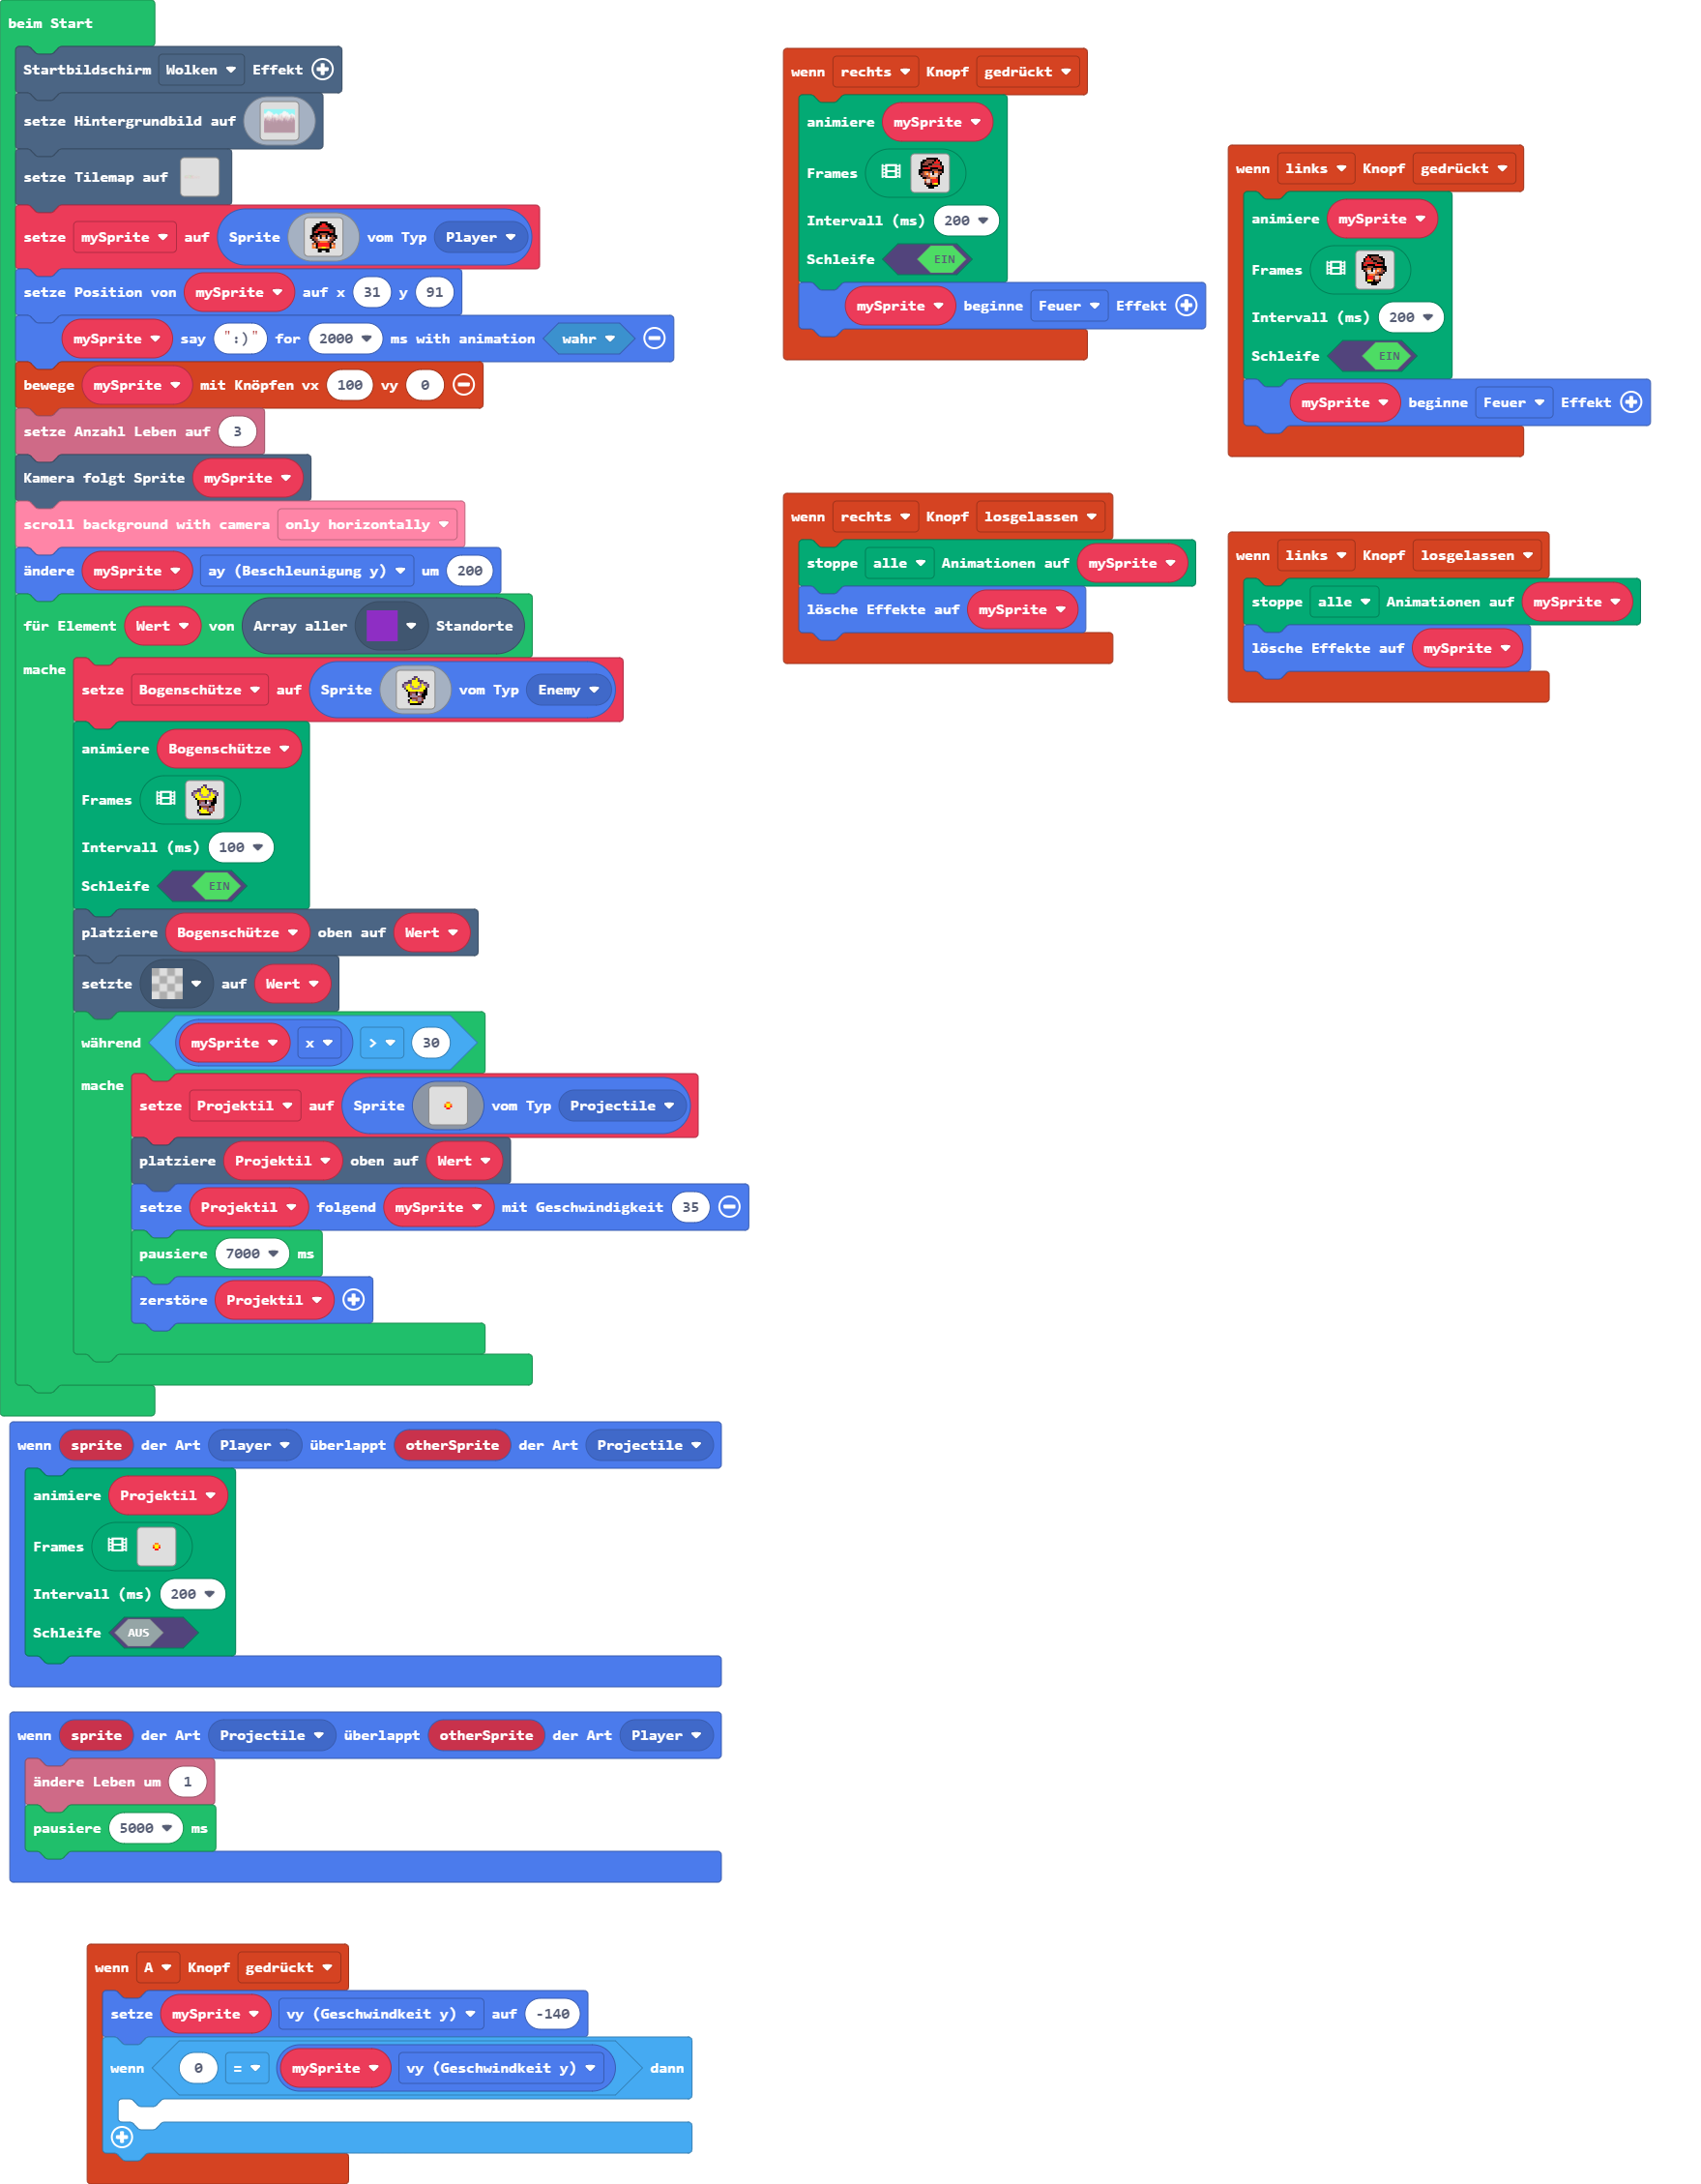 beim Start
Startbildschirm Wolken Effekt
setze Hintergrundbild auf
setze Tilemap auf
setze mySprite auf Sprite vom Typ Player
setze Position von mySprite auf x 31 y 91
mySprite say ":)" for 2000 ms with animation wahr
bewege mySprite mit Knöpfen vx 100 vy 0
setze Anzahl Leben auf 3
Kamera folgt Sprite mySprite
scroll background with camera only horizontally
ändere mySprite ay (Beschleunigung y) um 200
für Element Wert von Array aller Standorte
mache
setze Bogenschütze auf Sprite vom Typ Enemy
animiere Bogenschütze
Frames
Intervall (ms) 100
Schleife EIN
platziere Bogenschütze oben auf Wert
setzte auf Wert
während mySprite x > 30
mache
setze Projektil auf Sprite vom Typ Projectile
platziere Projektil oben auf Wert
setze Projektil folgend mySprite mit Geschwindigkeit 35
pausiere 7000 ms
zerstöre Projektil
wenn sprite der Art Player überlappt otherSprite der Art Projectile
animiere Projektil
Frames
Intervall (ms) 200
Schleife AUS
wenn sprite der Art Projectile überlappt otherSprite der Art Player
ändere Leben um 1
pausiere 5000 ms
wenn A Knopf gedrückt
setze mySprite vy (Geschwindkeit y) auf -140
wenn 0 = mySprite vy (Geschwindkeit y) dann
wenn rechts Knopf gedrückt
animiere mySprite
Frames
Intervall (ms) 200
Schleife EIN
mySprite beginne Feuer Effekt
wenn rechts Knopf losgelassen
stoppe alle Animationen auf mySprite
lösche Effekte auf mySprite
wenn links Knopf gedrückt
animiere mySprite
Frames
Intervall (ms) 200
Schleife EIN
mySprite beginne Feuer Effekt
wenn links Knopf losgelassen
stoppe alle Animationen auf mySprite
lösche Effekte auf mySprite